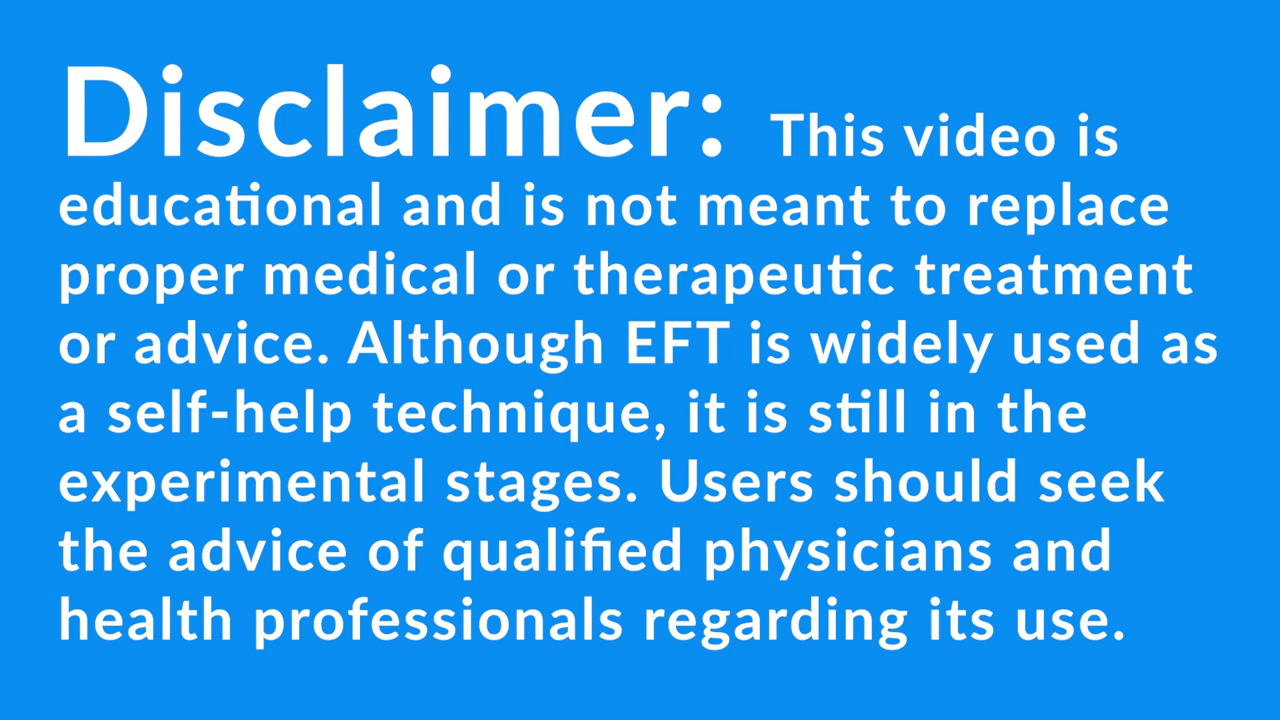 Disclaimer: This video is
educational and is not meant to replace
proper medical or therapeutic treatment
or advice. Although EFT is widely used as
a self-help technique, it is still in the
experimental stages. Users should seek
the advice of qualified physicians and
health professionals regarding its use.